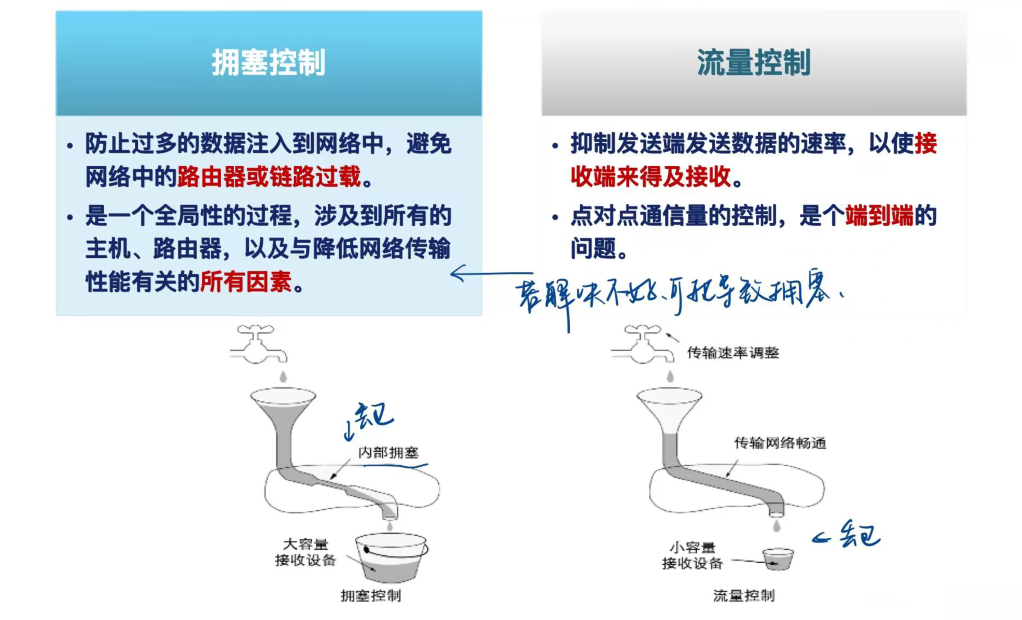 拥塞控制
• 防止过多的数据注入到网络中，避免
网络中的路由器或链路过载。
• 是一个全局性的过程，涉及到所有的
主机、路由器，以及与降低网络传输
性能有关的所有因素。
流量控制
• 抑制发送端发送数据的速率，以使接
收端来得及接收。
• 点对点通信量的控制，是个端到端的
问题。
若解决不好、可能导致拥塞、
内部拥塞
大容量
接收设备
拥塞控制
传输速率调整
传输网络畅通
小容量
接收设备
流量控制